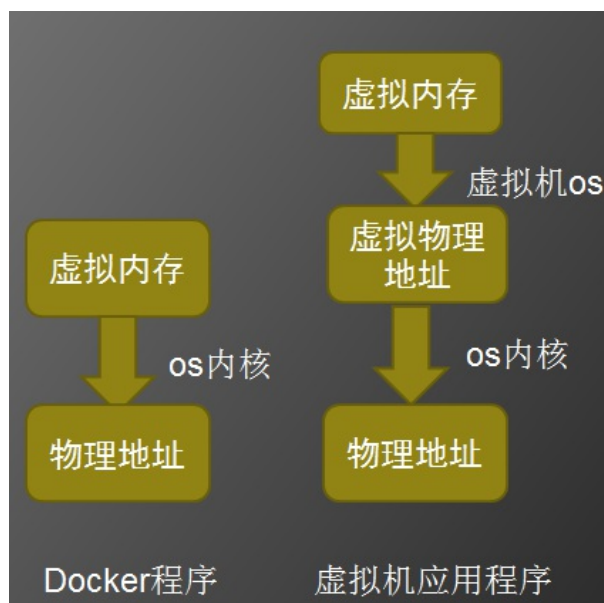 虚拟内存
os内核
物理地址
Docker程序
虚拟内存
虚拟机os
虚拟物理
地址
os内核
物理地址
虚拟机应用程序